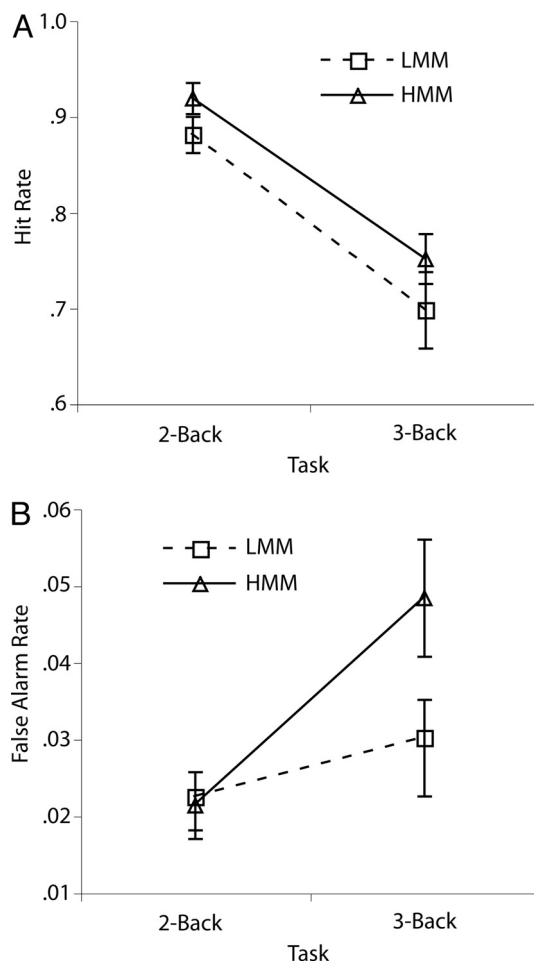 A
1.0
LMM
HMM
.9
.8
.7
.6
Hit Rate
2-Back
3-Back
Task
B
.06
LMM
HMM
.05
.04
.03
.02
.01
False Alarm Rate
2-Back
3-Back
Task